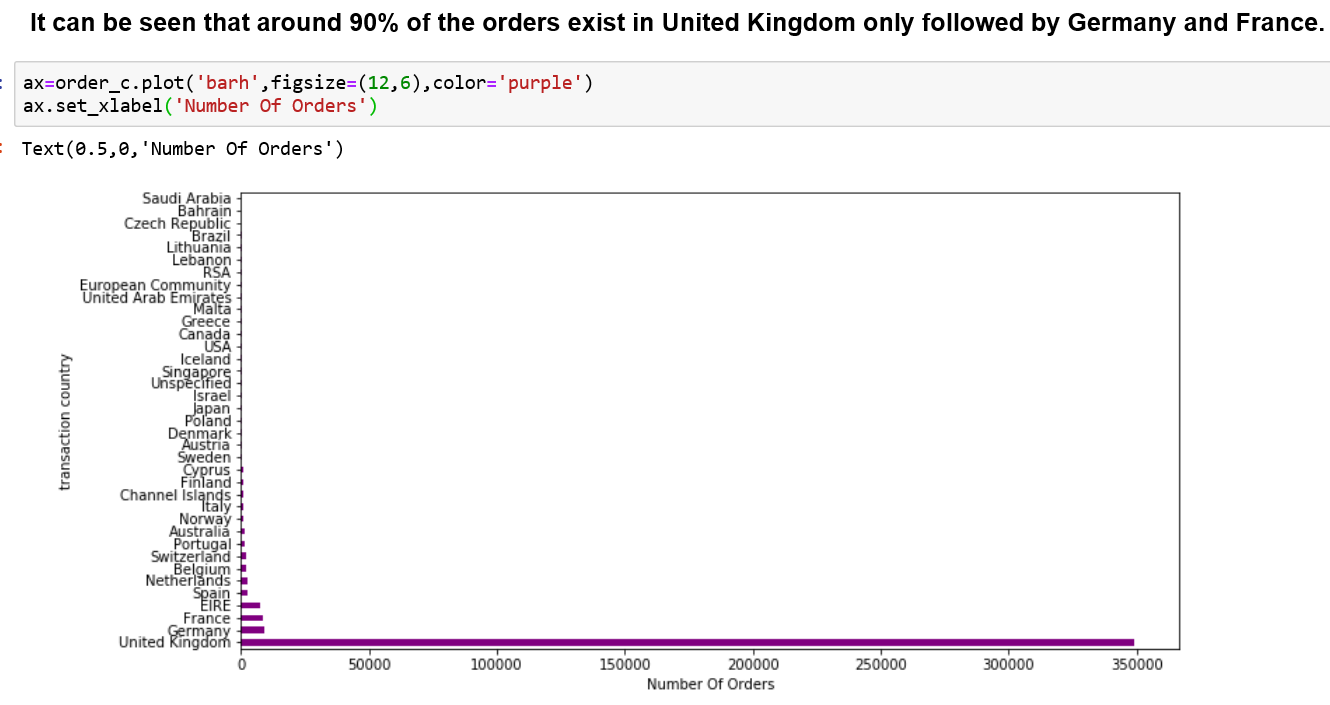 It can be seen that around 90% of the orders exist in United Kingdom only followed by Germany and France.
ax=order_c.plot('barh',figsize=(12,6),color='purple')
ax.set_xlabel('Number Of Orders')
Text(0.5,0,'Number Of Orders')
Saudi Arabia
Bahrain
Czech Republic
Brazil
Lithuania
Lebanon
RSA
European Community
United Arab Emirates
Malta
Greece
Canada
USA
Iceland
Singapore
Unspecified
Israel
Japan
Poland
Denmark
Austria
Sweden
Cyprus
Finland
Channel Islands
Italy
Norway
Australia
Portugal
Switzerland
Belgium
Netherlands
Spain
EIRE
France
Germany
United Kingdom
transaction country
0 50000 100000 150000 200000 250000 300000 350000
Number Of Orders